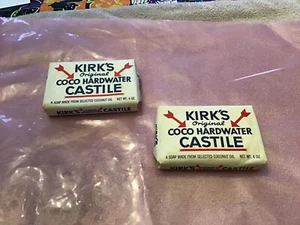 KIRK'S
Original
COCO HARDWATER
CASTILE
A SOAP MADE FROM SELECTED COCONUT OIL NET WT. 4 OZ.
KIRK'S
Original
COCO HARDWATER
CASTILE
A SOAP MADE FROM SELECTED COCONUT OIL NET WT. 4 OZ.